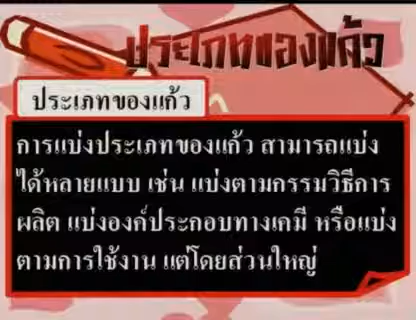 ประเภทของแก้ว
ประเภทของแก้ว
การแบ่งประเภทของแก้ว สามารถแบ่ง
ได้หลายแบบ เช่น แบ่งตามกรรมวิธีการ
ผลิต แบ่งองค์ประกอบทางเคมี หรือแบ่ง
ตามการใช้งาน แต่โดยส่วนใหญ่